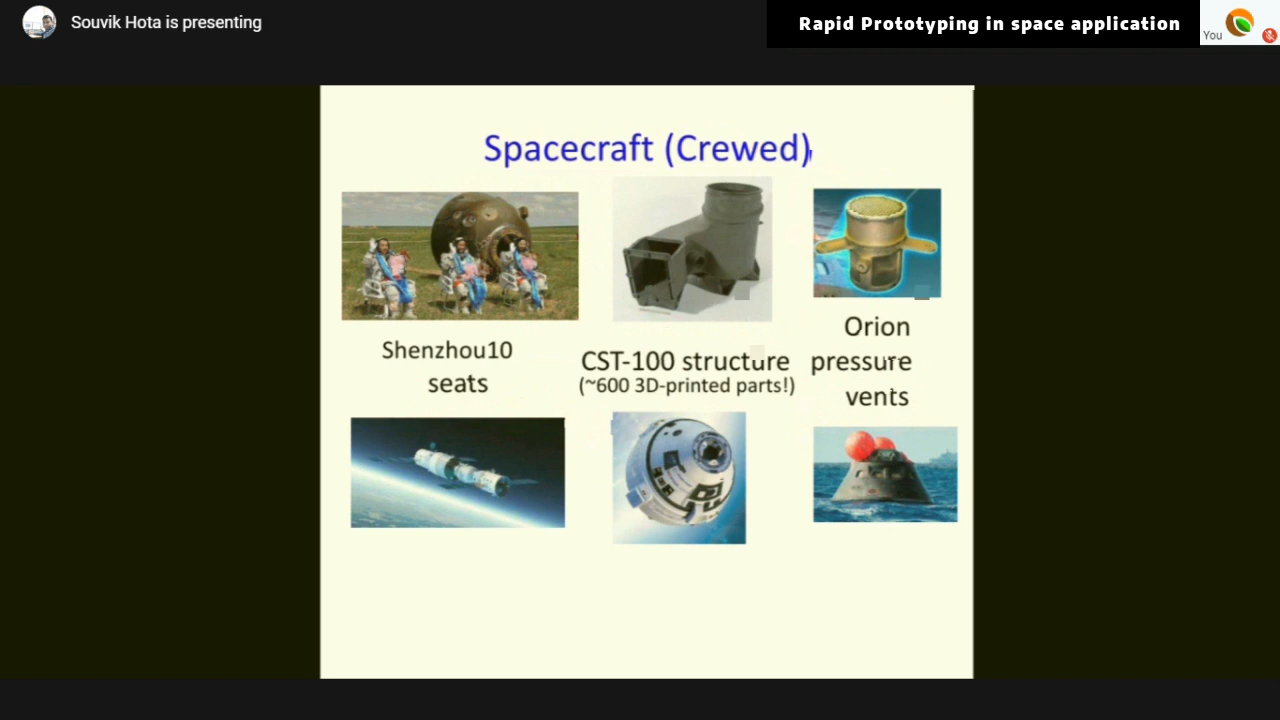 Souvik Hota is presenting
Rapid Prototyping in space application
You
Spacecraft (Crewed)
Shenzhou10
seats
CST-100 structure
(~600 3D-printed parts!)
Orion
pressure
vents